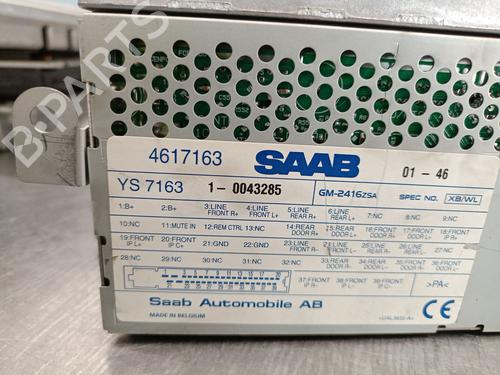 B-PARTS
4617163 SAAB 01 - 46
YS 7163 1 - 0043285 GM-2416ZSA SPEC NO. XB/WL
1: B+ 2: B+ 3: LINE FRONT R+ 4: LINE FRONT L+ 5: LINE REAR R+ 6: LINE REAR L+ 7: NC 8: NC 9: NC
10: NC 11: MUTE IN 12: REM CTRL 13: NC 14: REAR DOOR R+ 15: REAR DOOR L+ 16: NC 17: NC 18: FRONT IP R+
19: FRONT IP L+ 20: FRONT IP C+ 21: GND 22: GND 23: LINE FRONT R- 24: LINE FRONT L- 25: LINE REAR R- 26: LINE REAR L- 27: NC
28: NC 29: NC 30: NC 31: NC 32: NC 33: REAR DOOR R- 34: REAR DOOR L- 35: FRONT DOOR R+ 36: FRONT DOOR L+
37: FRONT IP R- 38: FRONT IP L- 39: FRONT IP C- >PA<
Saab Automobile AB
MADE IN BELGIUM CE